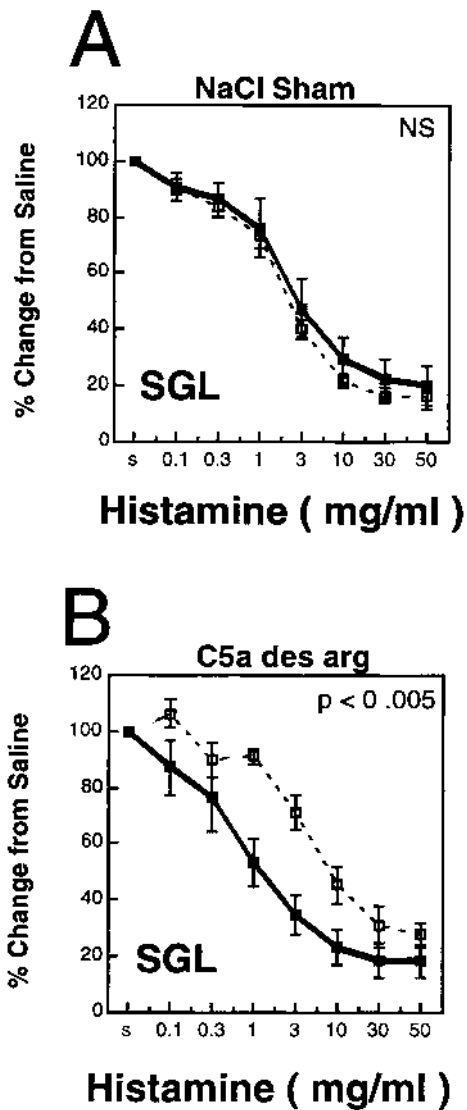 A
NaCl Sham
120
NS
100
80
60
40
20
0
% Change from Saline
SGL
s 0.1 0.3 1 3 10 30 50
Histamine ( mg/ml )
B
C5a des arg
120
p < 0 .005
100
80
60
40
20
0
% Change from Saline
SGL
s 0.1 0.3 1 3 10 30 50
Histamine ( mg/ml )